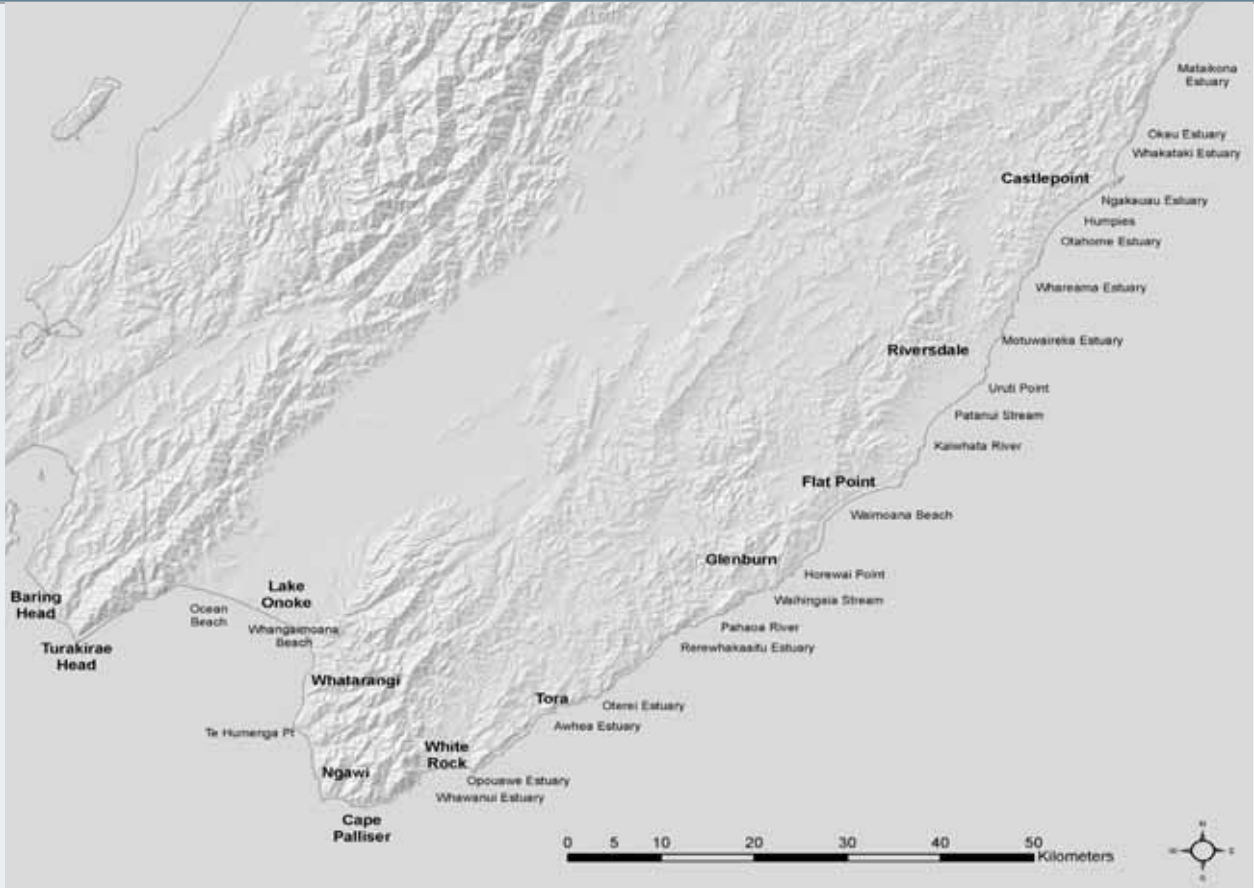 Mataikona
Estuary
Okau Estuary
Whakataki Estuary
Castlepoint
Ngakauau Estuary
Humpies
Otahome Estuary
Whareama Estuary
Motuwaireka Estuary
Riversdale
Uruti Point
Patanui Stream
Kaiwhata River
Flat Point
Waimoana Beach
Glenburn
Horewai Point
Waihingaia Stream
Pahaoa River
Rerewhakaaitu Estuary
Baring
Head
Turakirae
Head
Ocean
Beach
Lake
Onoke
Whangaimoana
Beach
Whatarangi
Tora
Oterei Estuary
Awhea Estuary
Te Humenga Pt
White
Rock
Ngawi
Opouawe Estuary
Whawanui Estuary
Cape
Palliser
0 5 10 20 30 40 50
Kilometers
N
W E
S